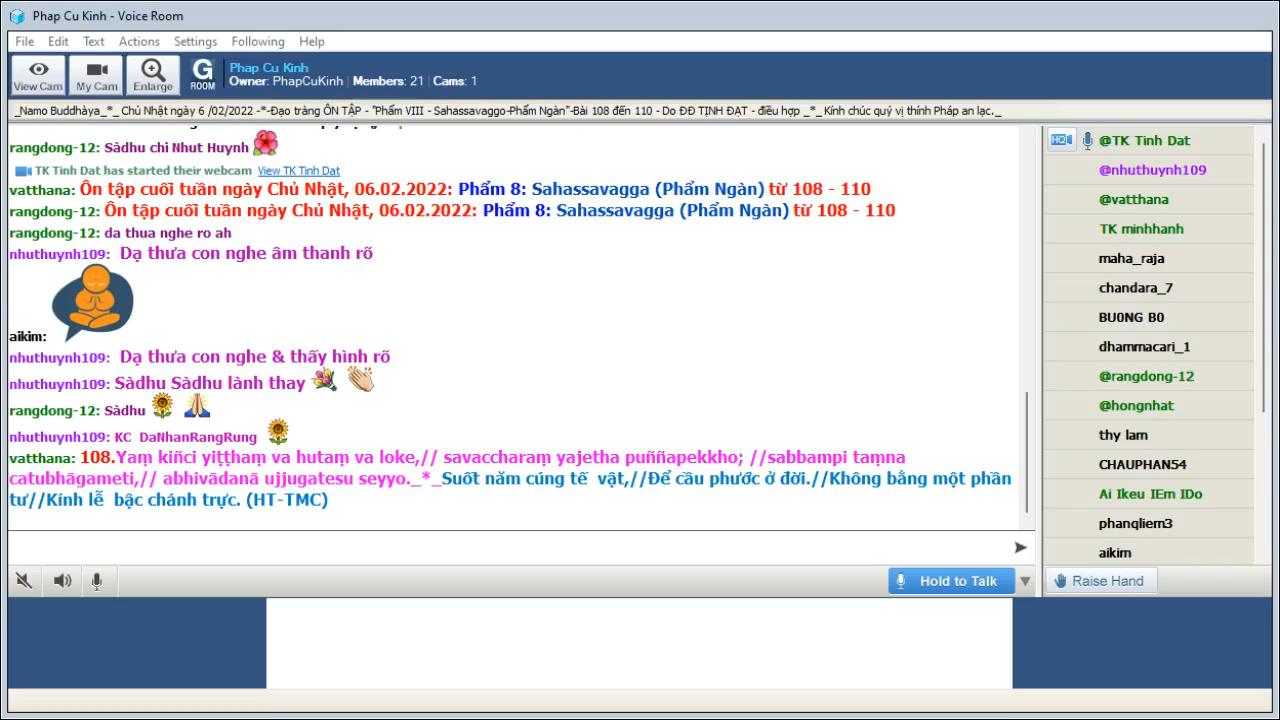 Phap Cu Kinh - Voice Room
File Edit Text Actions Settings Following Help
View Cam My Cam Enlarge G ROOM
Phap Cu Kinh
Owner: PhapCuKinh Members: 21 Cams: 1
_Namo Buddhàya_*_ Chủ Nhật ngày 6 /02/2022 -*-Đạo tràng ÔN TẬP - "Phẩm VIII - Sahassavaggo-Phẩm Ngàn"-Bài 108 đến 110 - Do ĐĐ TỊNH ĐẠT - điều hợp _*_ Kính chúc quý vị thính Pháp an lạc._
rangdong-12: Sàdhu chi Nhut Huynh
TK Tinh Dat has started their webcam View TK Tinh Dat
vatthana: Ôn tập cuối tuần ngày Chủ Nhật, 06.02.2022: Phẩm 8: Sahassavagga (Phẩm Ngàn) từ 108 - 110
rangdong-12: Ôn tập cuối tuần ngày Chủ Nhật, 06.02.2022: Phẩm 8: Sahassavagga (Phẩm Ngàn) từ 108 - 110
rangdong-12: da thua nghe ro ah
nhuthuynh109: Dạ thưa con nghe âm thanh rõ
aikim:
nhuthuynh109: Dạ thưa con nghe & thấy hình rõ
nhuthuynh109: Sàdhu Sàdhu lành thay
rangdong-12: Sàdhu
nhuthuynh109: KC DaNhanRangRung
vatthana: 108.Yaṃ kiñci yiṭṭhaṃ va hutaṃ va loke,// savaccharaṃ yajetha puññapekkho; //sabbampi taṃna
catubhāgameti,// abhivādanā ujjugatesu seyyo._*_Suốt năm cúng tế vật,//Để cầu phước ở đời.//Không bằng một phần
tư//Kính lễ bậc chánh trực. (HT-TMC)
Hold to Talk
HD
@TK Tinh Dat
@nhuthuynh109
@vatthana
TK minhhanh
maha_raja
chandara_7
BU0NG B0
dhammacari_1
@rangdong-12
@hongnhat
thy lam
CHAUPHAN54
Ai lkeu IEm IDo
phanqliem3
aikim
Raise Hand